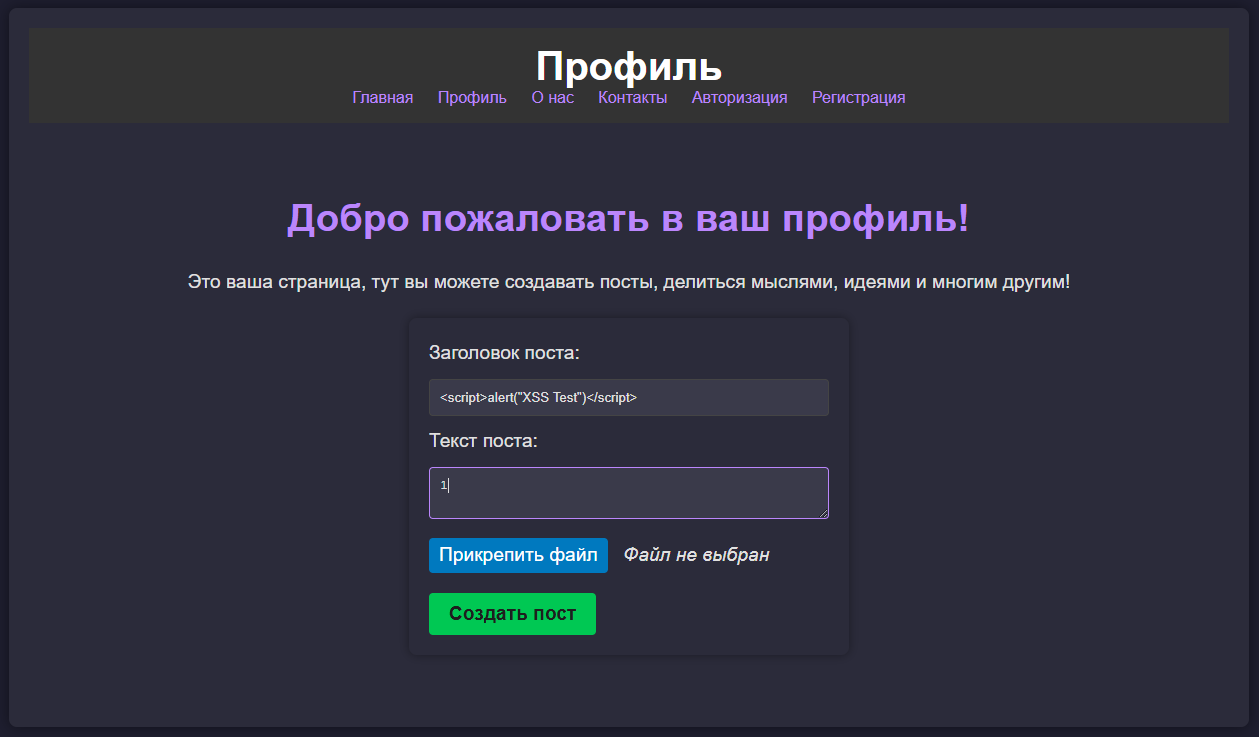 Профиль
Главная Профиль О нас Контакты Авторизация Регистрация
Добро пожаловать в ваш профиль!
Это ваша страница, тут вы можете создавать посты, делиться мыслями, идеями и многим другим!
Заголовок поста:
<script>alert("XSS Test")</script>
Текст поста:
1
Прикрепить файл Файл не выбран
Создать пост